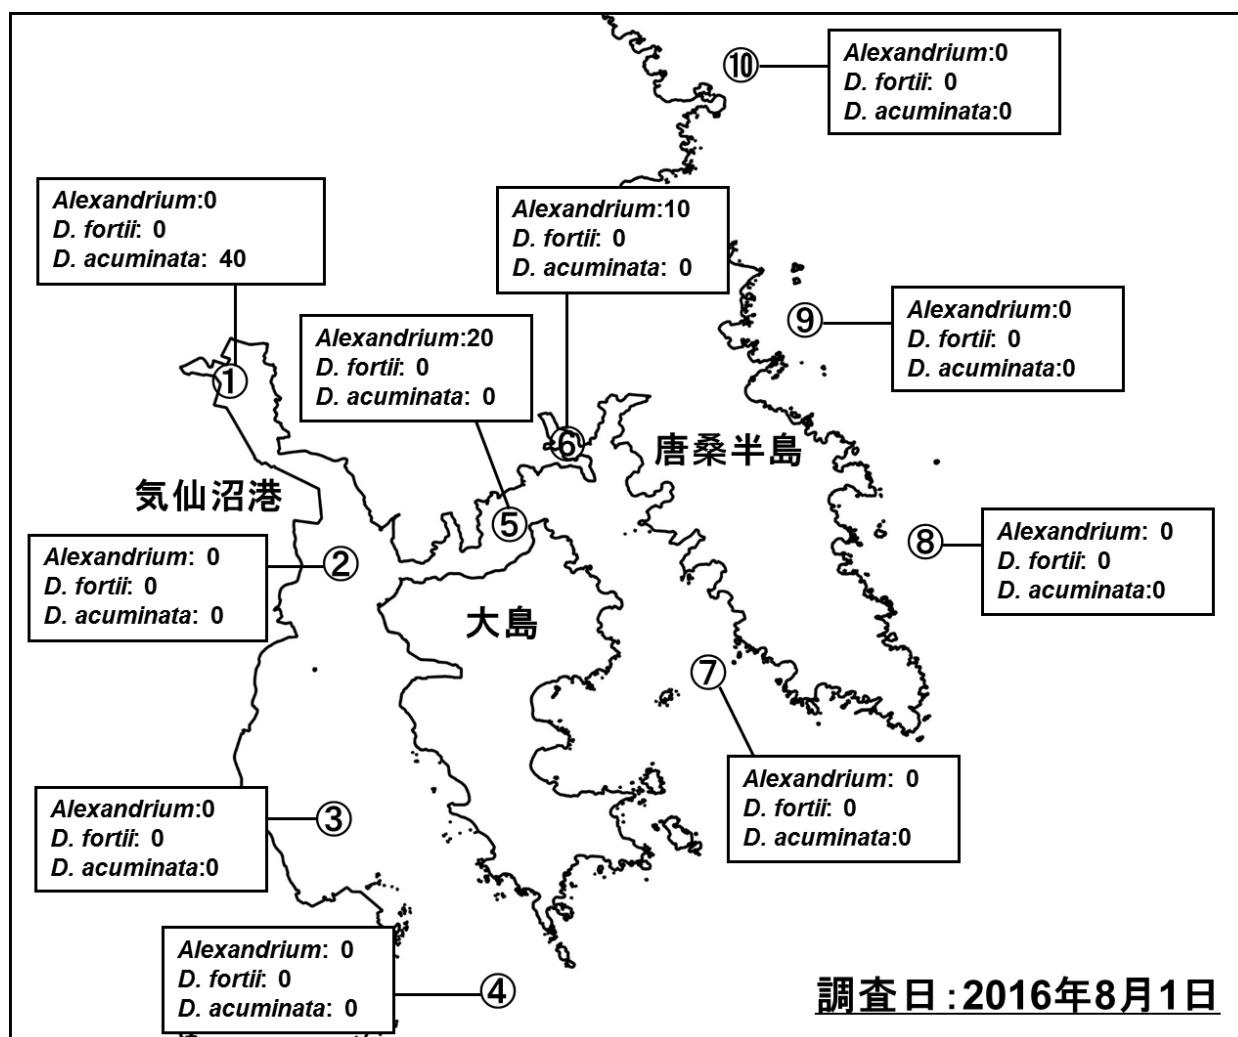 ⑩
Alexandrium:0
D. fortii: 0
D. acuminata:0
Alexandrium:0
D. fortii: 0
D. acuminata: 40
①
Alexandrium:10
D. fortii: 0
D. acuminata: 0
⑥
⑨
Alexandrium:0
D. fortii: 0
D. acuminata:0
Alexandrium:20
D. fortii: 0
D. acuminata: 0
⑤
唐桑半島
気仙沼港
⑧
Alexandrium: 0
D. fortii: 0
D. acuminata:0
Alexandrium: 0
D. fortii: 0
D. acuminata: 0
②
大島
⑦
Alexandrium: 0
D. fortii: 0
D. acuminata:0
Alexandrium:0
D. fortii: 0
D. acuminata:0
③
Alexandrium: 0
D. fortii: 0
D. acuminata: 0
④
調査日:2016年8月1日